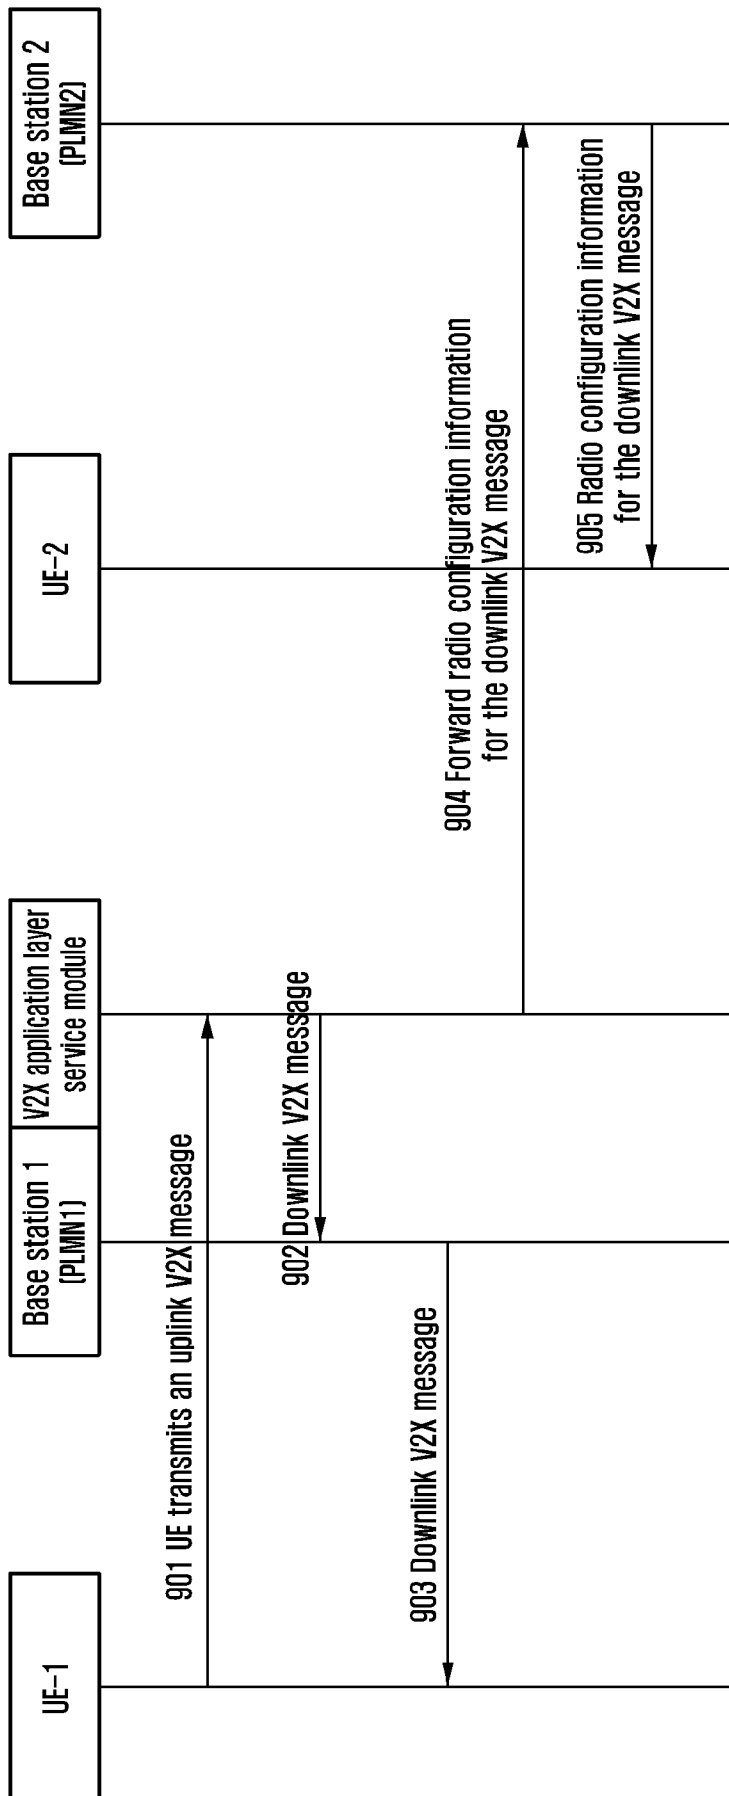 UE-1
Base station 1
(PLMN1)
V2X application layer
service module
UE-2
Base station 2
(PLMN2)
901 UE transmits an uplink V2X message
902 Downlink V2X message
903 Downlink V2X message
904 Forward radio configuration information
for the downlink V2X message
905 Radio configuration information
for the downlink V2X message